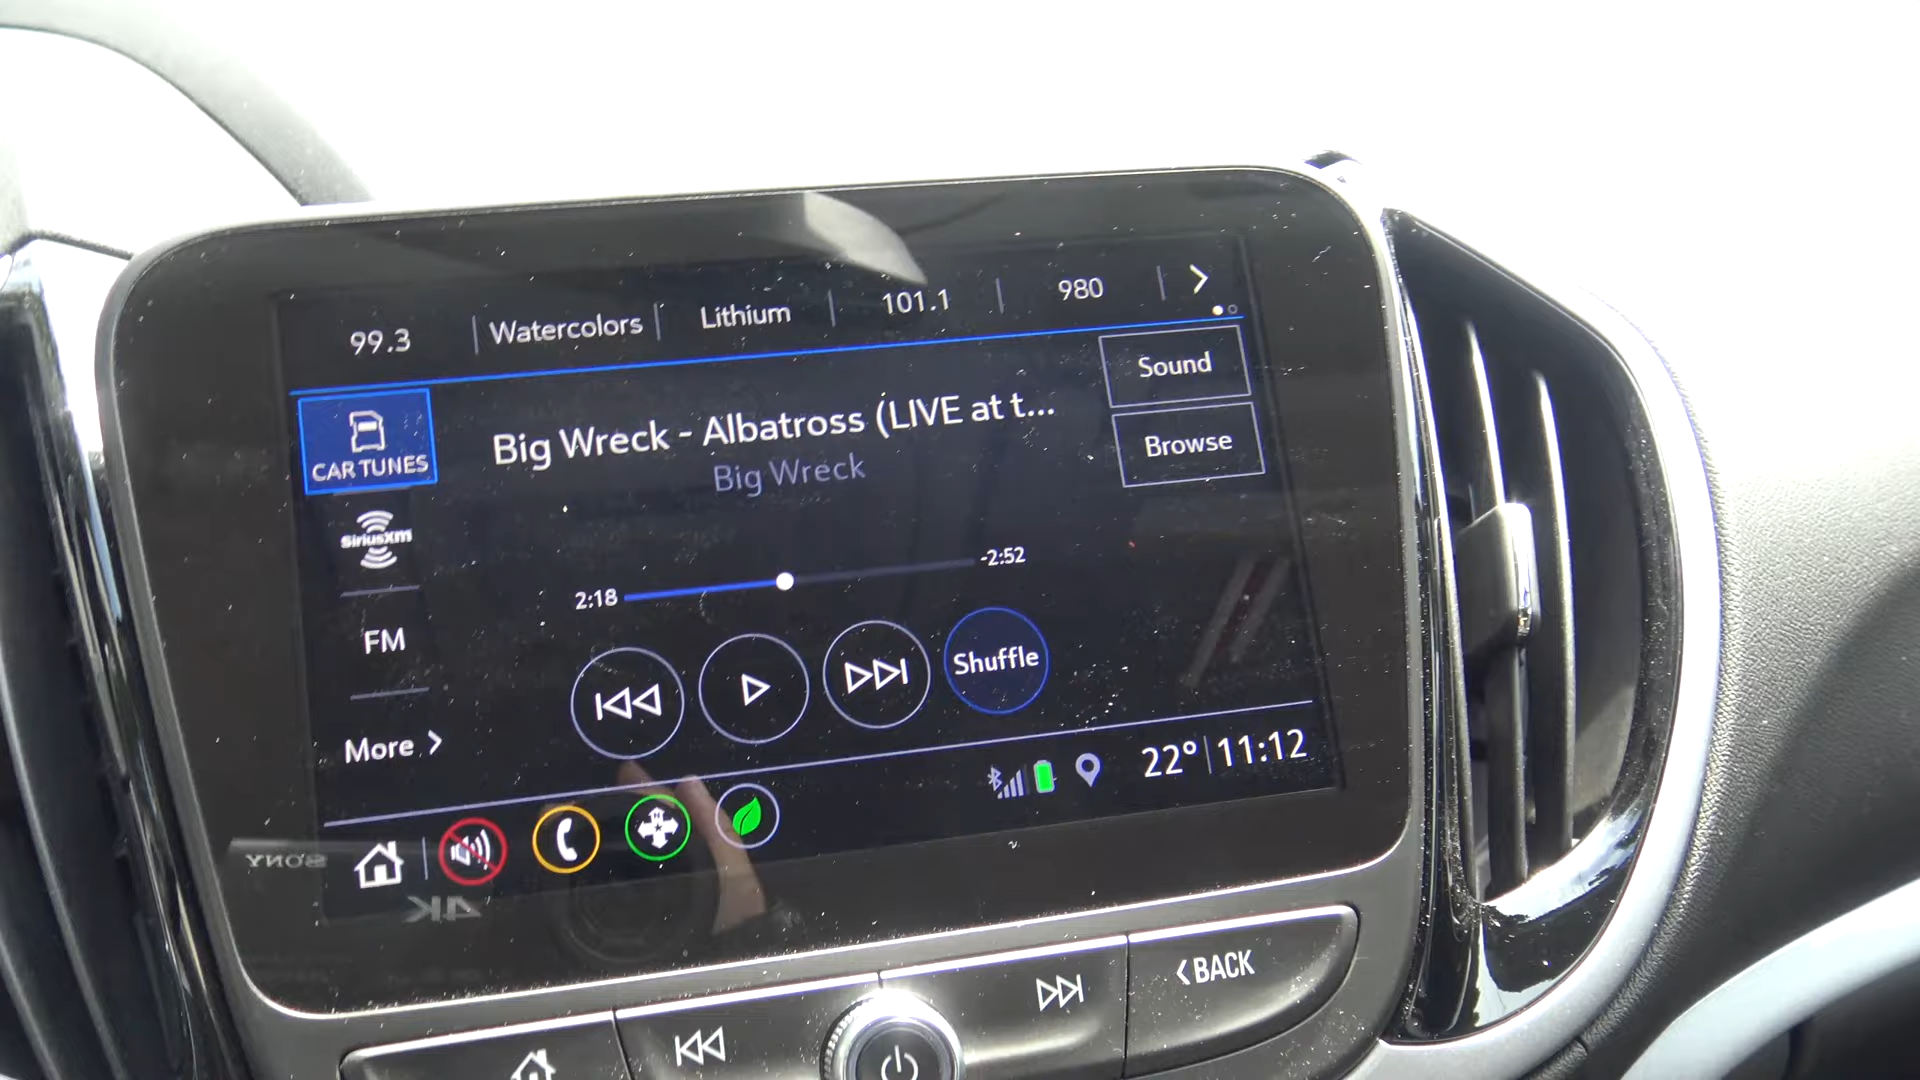 99.3 | Watercolors | Lithium | 101.1 | 980
Sound
CAR TUNES
Big Wreck - Albatross (LIVE at t...
Browse
Big Wreck
SiriusXM
-2:52
2:18
FM
Shuffle
More
22° 11:12
SONY
4K
BACK